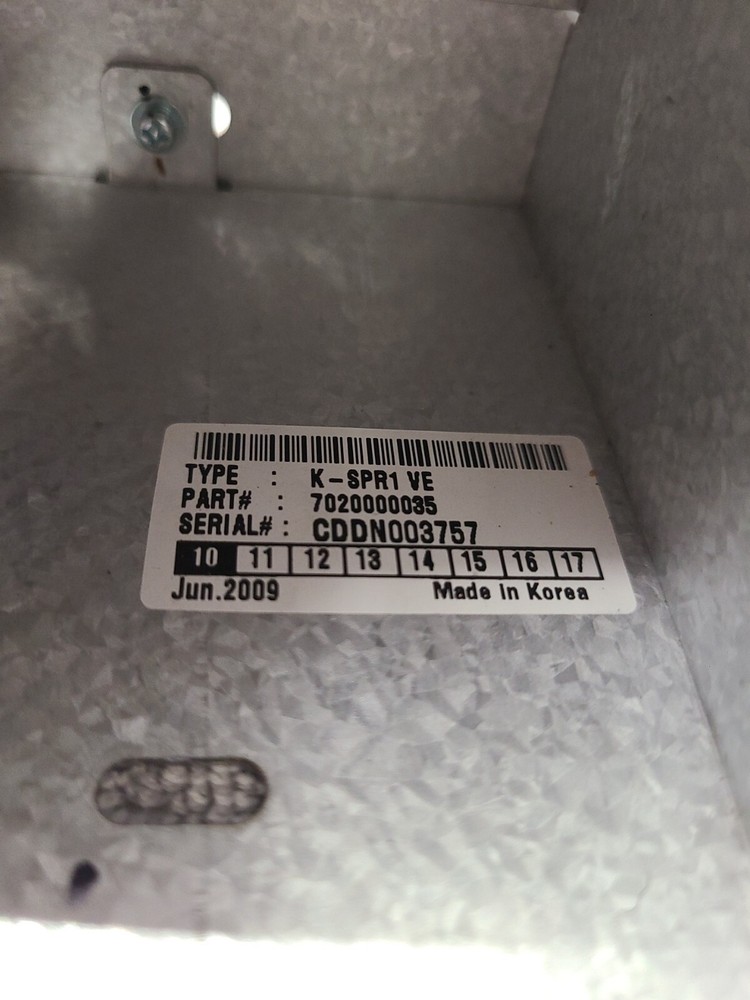 TYPE : K-SPR1 VE
PART# : 7020000035
SERIAL# : CDDN003757
10 11 12 13 14 15 16 17
Jun.2009 Made in Korea